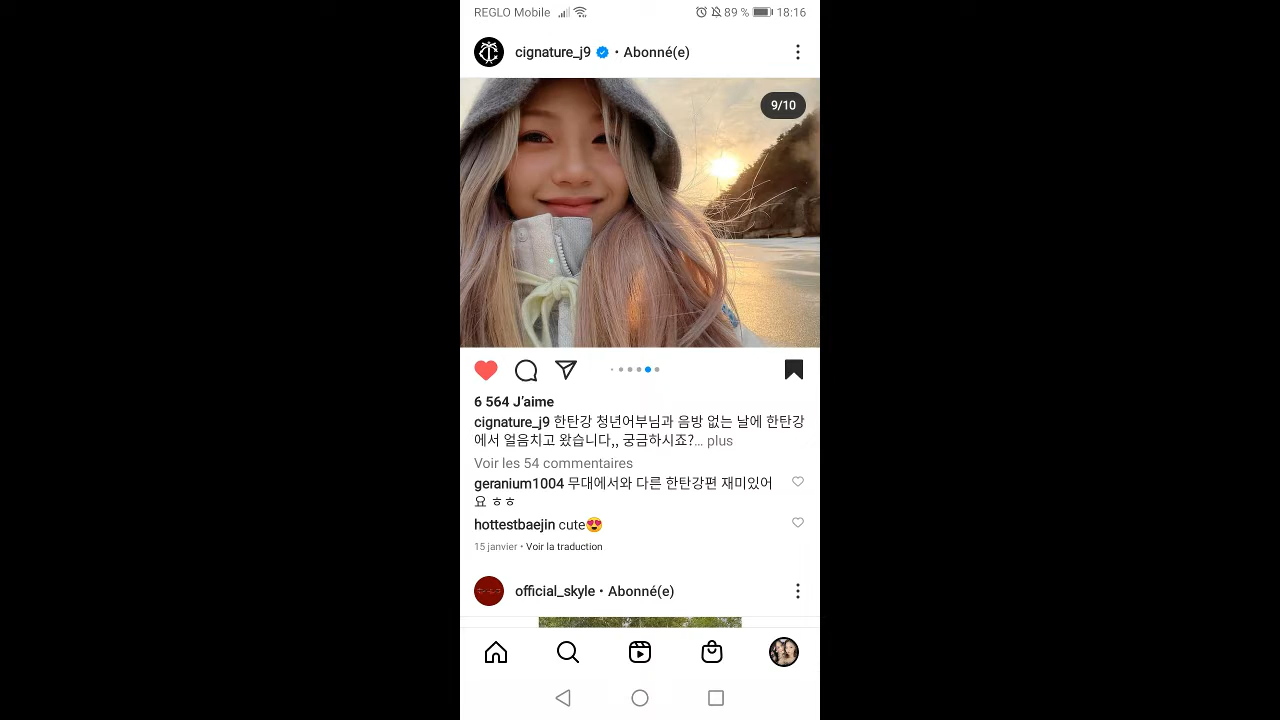 REGLO Mobile 89 % 18:16
cignature_j9 • Abonné(e)
9/10
6 564 J'aime
cignature_j9 한탄강 청년어부님과 음방 없는 날에 한탄강
에서 얼음치고 왔습니다,, 궁금하시죠?... plus
Voir les 54 commentaires
geranium1004 무대에서와 다른 한탄강편 재미있어
요 ㅎㅎ
hottestbaejin cute😍
15 janvier • Voir la traduction
official_skyle • Abonné(e)